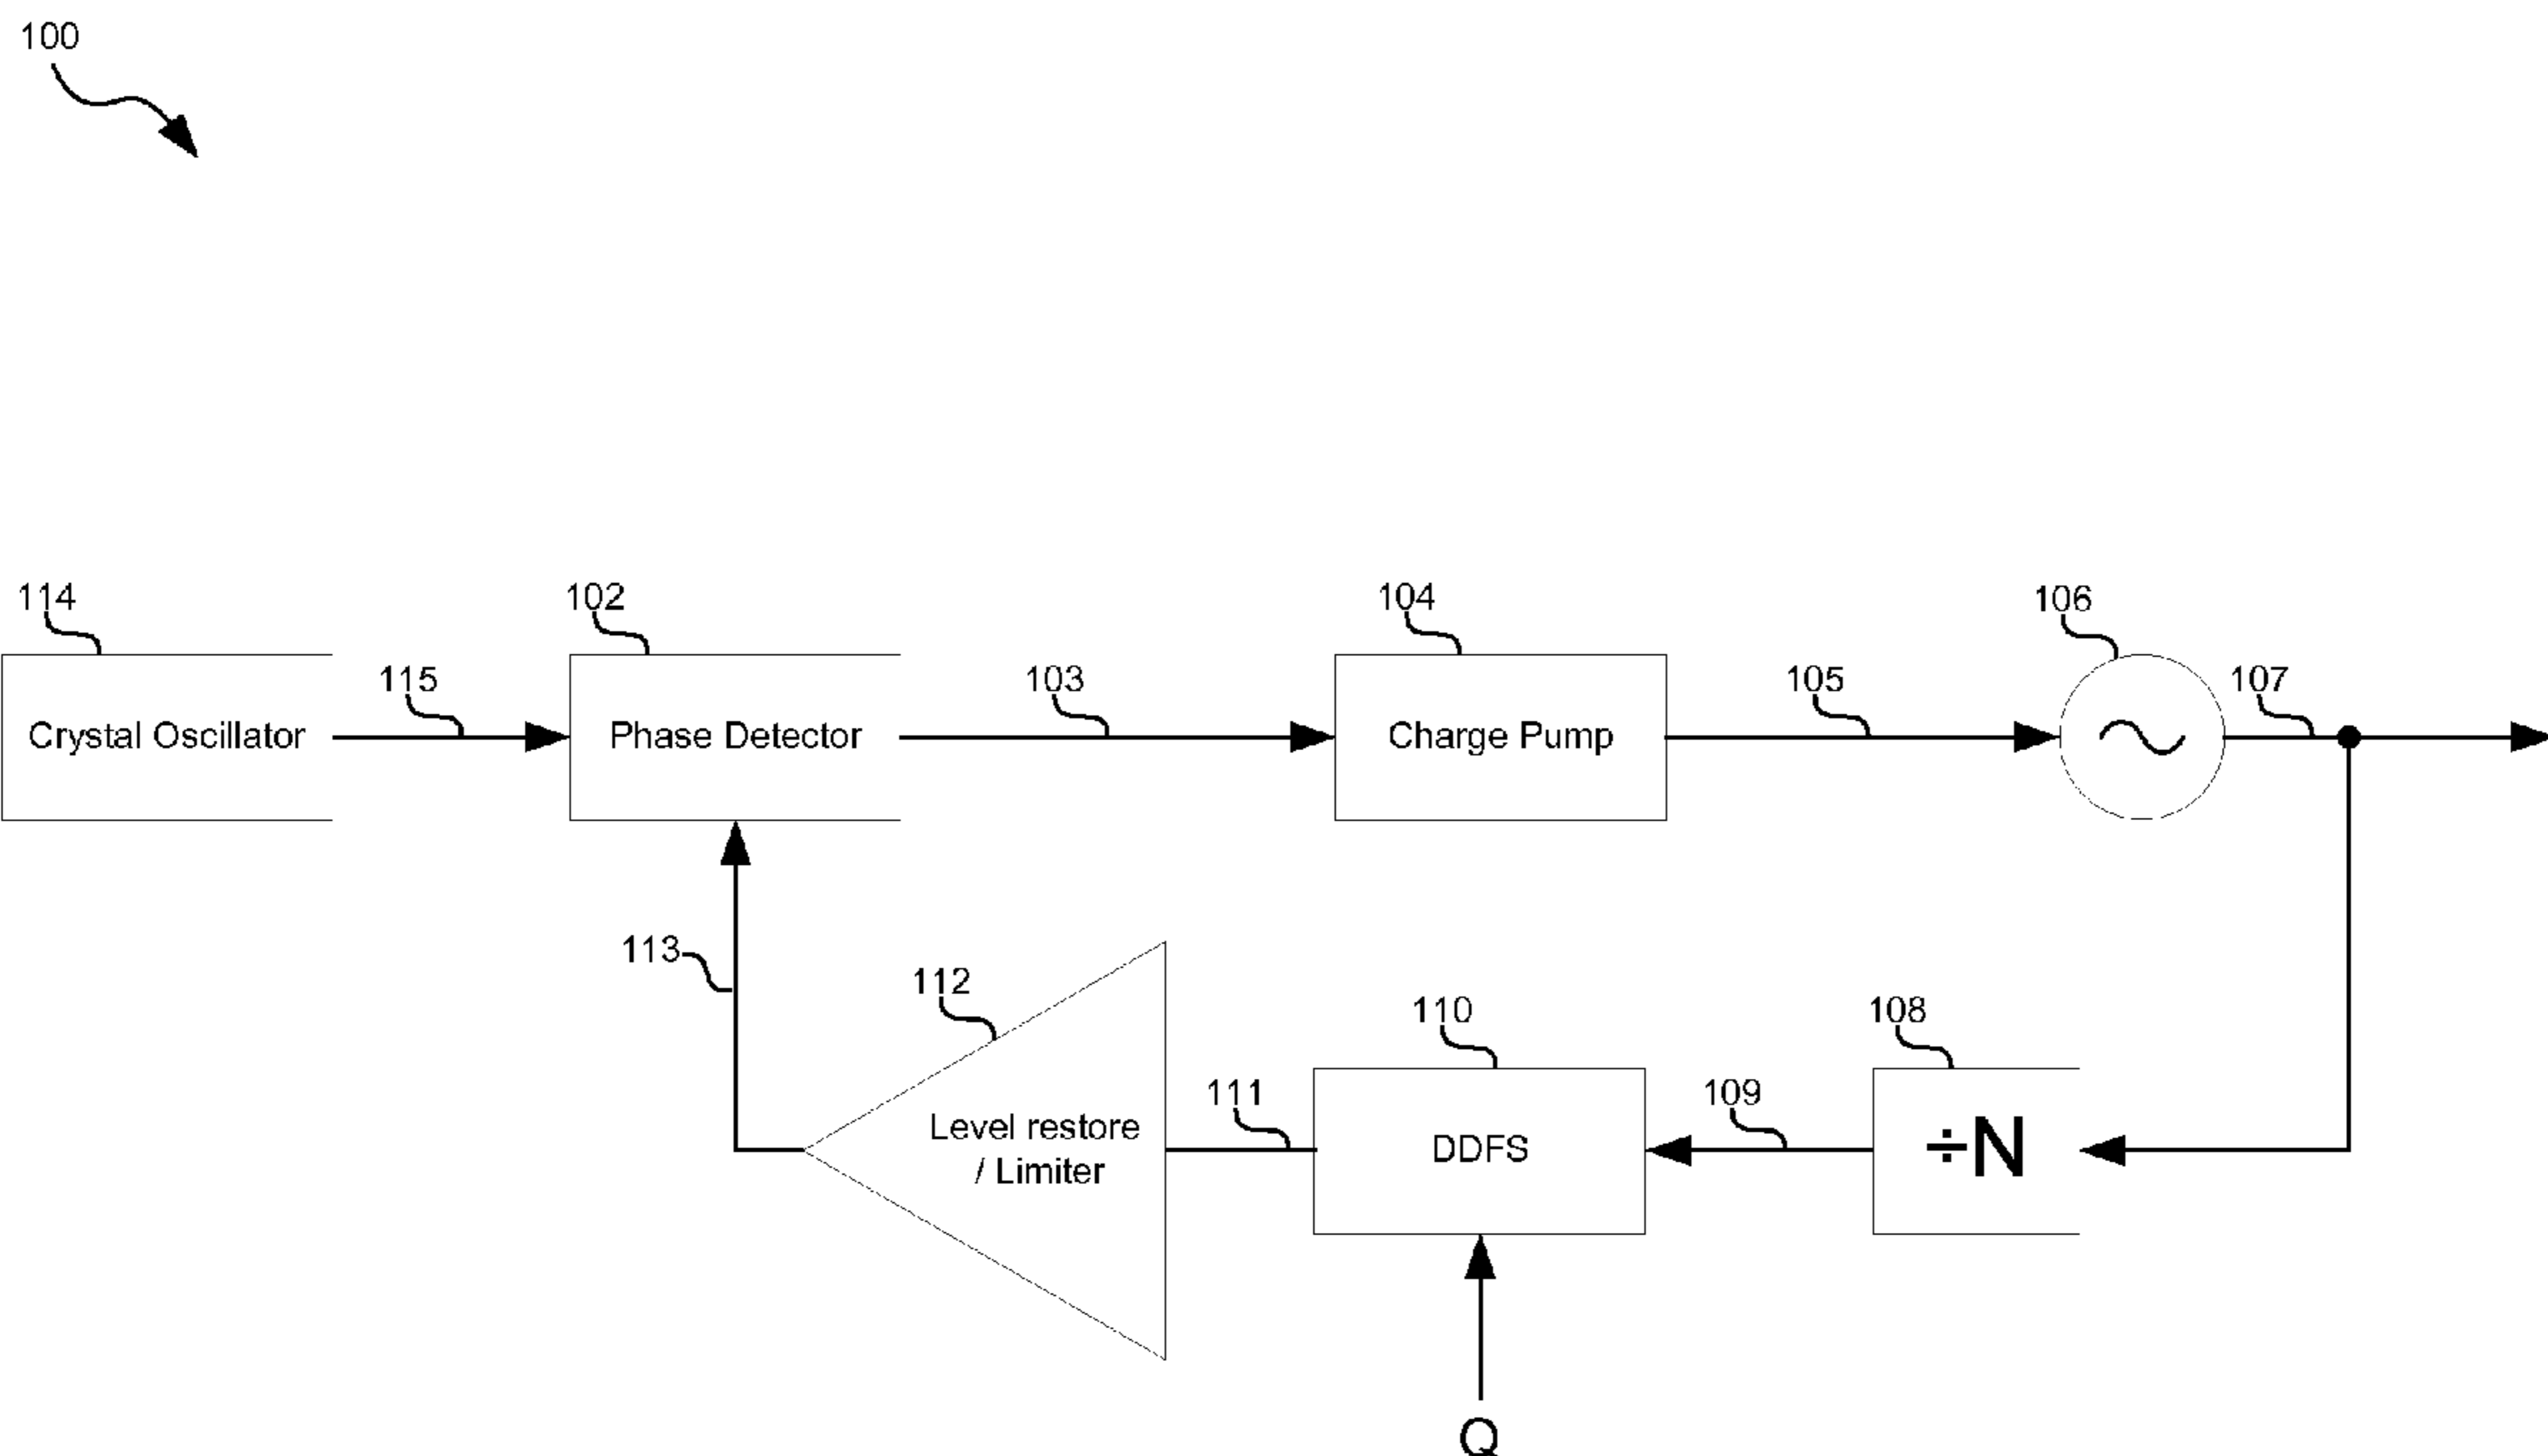 100
114
102
104
106
115
103
105
107
Crystal Oscillator
Phase Detector
Charge Pump
113
112
110
108
111
109
Level restore
/ Limiter
DDFS
÷N
Q